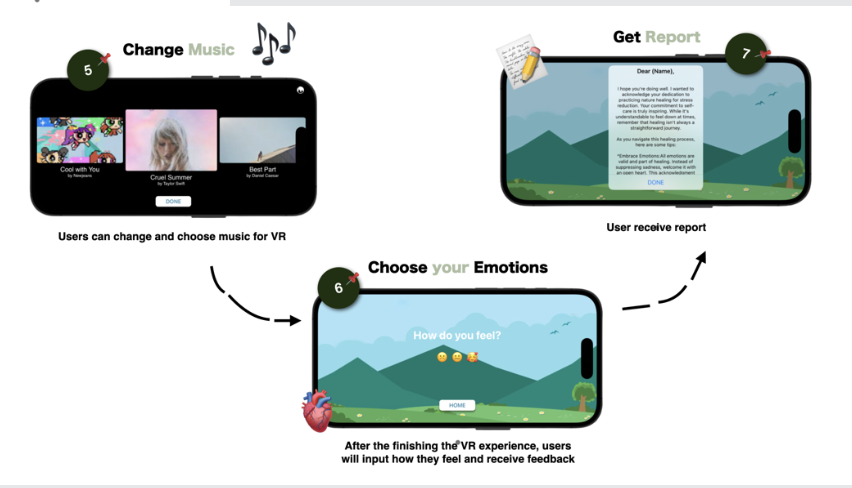 Change Music
5
Cool with You
by Newjeans
Cruel Summer
by Taylor Swift
Best Part
by Daniel Caesar
DONE
Users can change and choose music for VR
Choose your Emotions
6
How do you feel?
HOME
After the finishing the VR experience, users
will input how they feel and receive feedback
Get Report
7
Dear (Name),
I hope you're doing well. I wanted to
acknowledge your dedication to
practicing nature healing for stress
reduction. Your commitment to self-
care is truly inspiring. While it's
understandable to feel down at times,
remember that healing isn't always a
straightforward journey.
As you navigate this healing process,
here are some tips:
*Embrace Emotions:All emotions are
valid and part of healing. Instead of
suppressing sadness, welcome it with
an open heart. This acknowledgment
DONE
User receive report